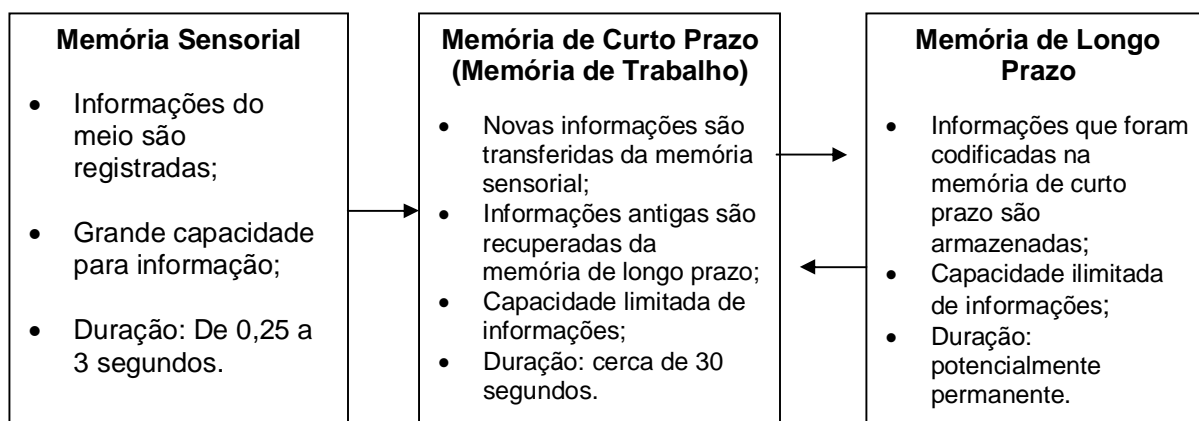 Memória Sensorial
• Informações do
meio são
registradas;
• Grande capacidade
para informação;
• Duração: De 0,25 a
3 segundos.
Memória de Curto Prazo
(Memória de Trabalho)
• Novas informações são
transferidas da memória
sensorial;
• Informações antigas são
recuperadas da
memória de longo prazo;
• Capacidade limitada de
informações;
• Duração: cerca de 30
segundos.
Memória de Longo
Prazo
• Informações que foram
codificadas na
memória de curto
prazo são
armazenadas;
• Capacidade ilimitada
de informações;
• Duração:
potencialmente
permanente.